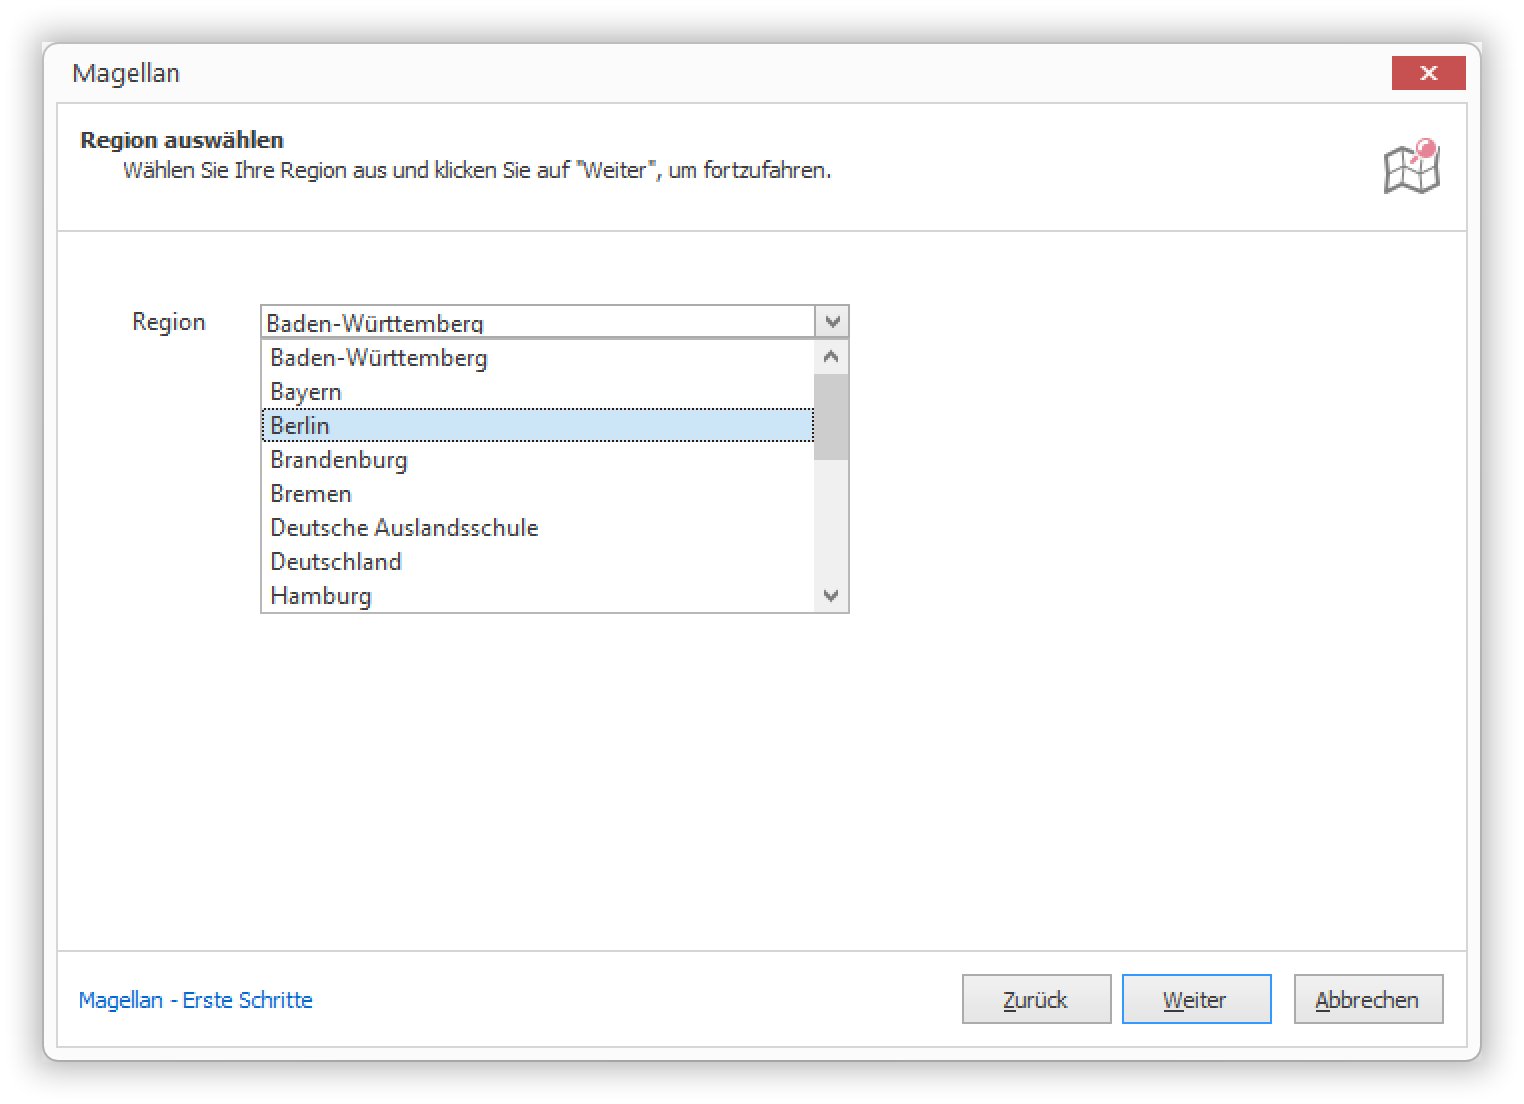 Magellan
Region auswählen
Wählen Sie Ihre Region aus und klicken Sie auf "Weiter", um fortzufahren.
Region
Baden-Württemberg
Baden-Württemberg
Bayern
Berlin
Brandenburg
Bremen
Deutsche Auslandsschule
Deutschland
Hamburg
Magellan - Erste Schritte
Zurück
Weiter
Abbrechen